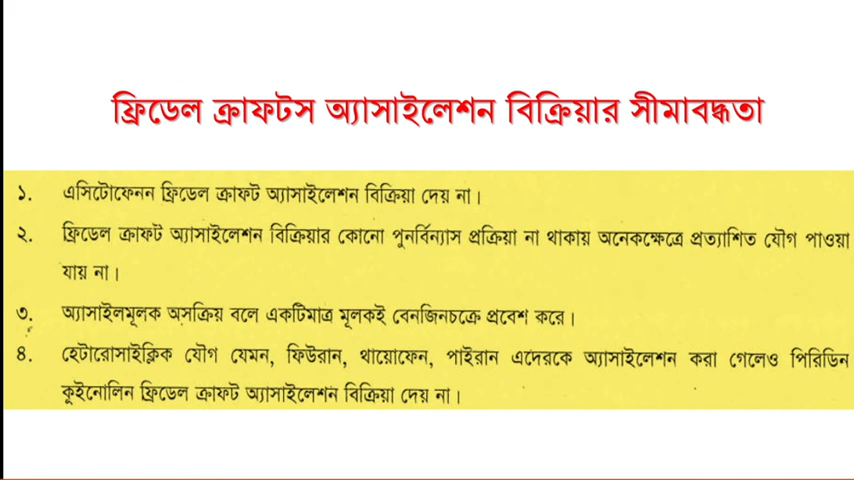 ফ্রিডেল ক্রাফটস অ্যাসাইলেশন বিক্রিয়ার সীমাবদ্ধতা
১. এসিটোফেনন ফ্রিডেল ক্রাফট অ্যাসাইলেশন বিক্রিয়া দেয় না।
২. ফ্রিডেল ক্রাফট অ্যাসাইলেশন বিক্রিয়ার কোনো পুনর্বিন্যাস প্রক্রিয়া না থাকায় অনেকক্ষেত্রে প্রত্যাশিত যৌগ পাওয়া
যায় না।
৩. অ্যাসাইলমূলক অসক্রিয় বলে একটিমাত্র মূলকই বেনজিনচক্রে প্রবেশ করে।
৪. হেটারোসাইক্লিক যৌগ যেমন, ফিউরান, থায়োফেন, পাইরান এদেরকে অ্যাসাইলেশন করা গেলেও পিরিডিন
কুইনোলিন ফ্রিডেল ক্রাফট অ্যাসাইলেশন বিক্রিয়া দেয় না।